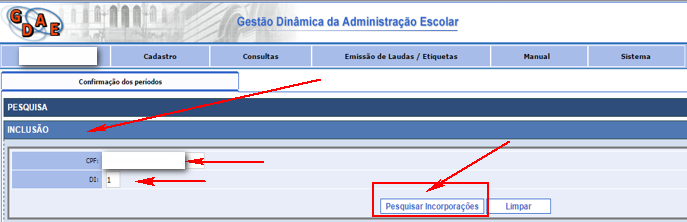 GDAE
Gestão Dinâmica da Administração Escolar
Cadastro Consultas Emissão de Laudas / Etiquetas Manual Sistema
Confirmação dos períodos
PESQUISA
INCLUSÃO
CPF:
DI: 1
Pesquisar Incorporações Limpar